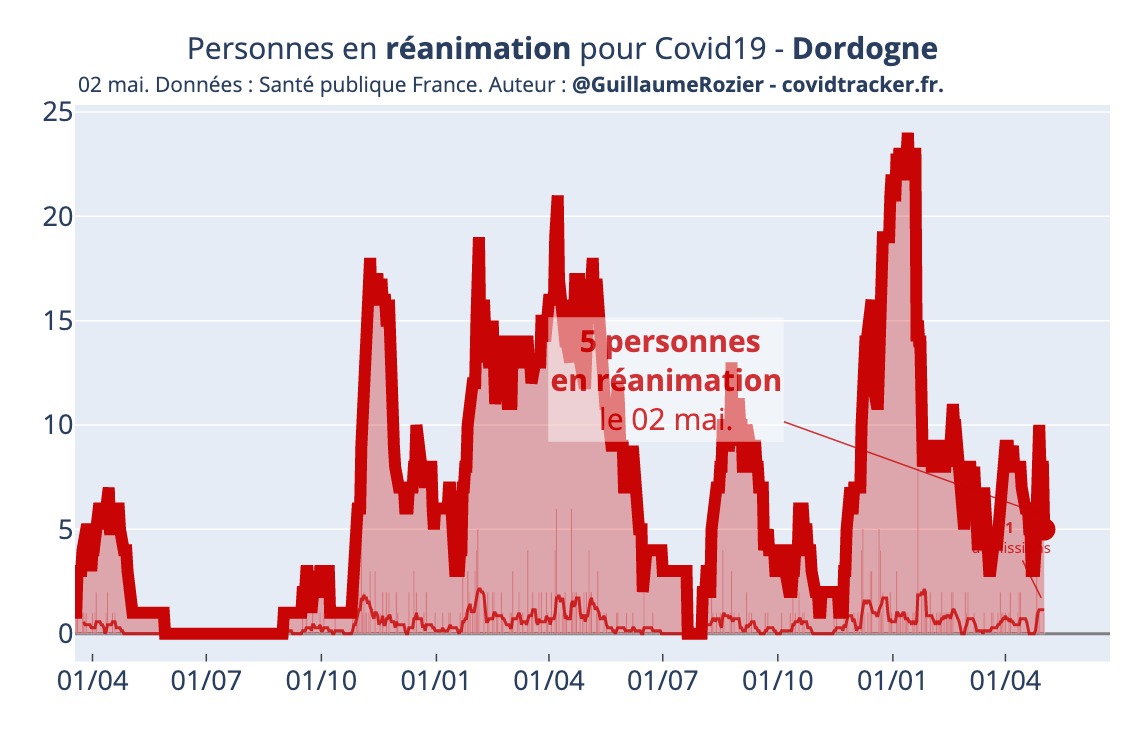 Personnes en réanimation pour Covid19 - Dordogne
02 mai. Données : Santé publique France. Auteur : @GuillaumeRozier - covidtracker.fr.
25
20
15
10
5
0
5 personnes
en réanimation
le 02 mai.
1
01/04 01/07 01/10 01/01 01/04 01/07 01/10 01/01 01/04